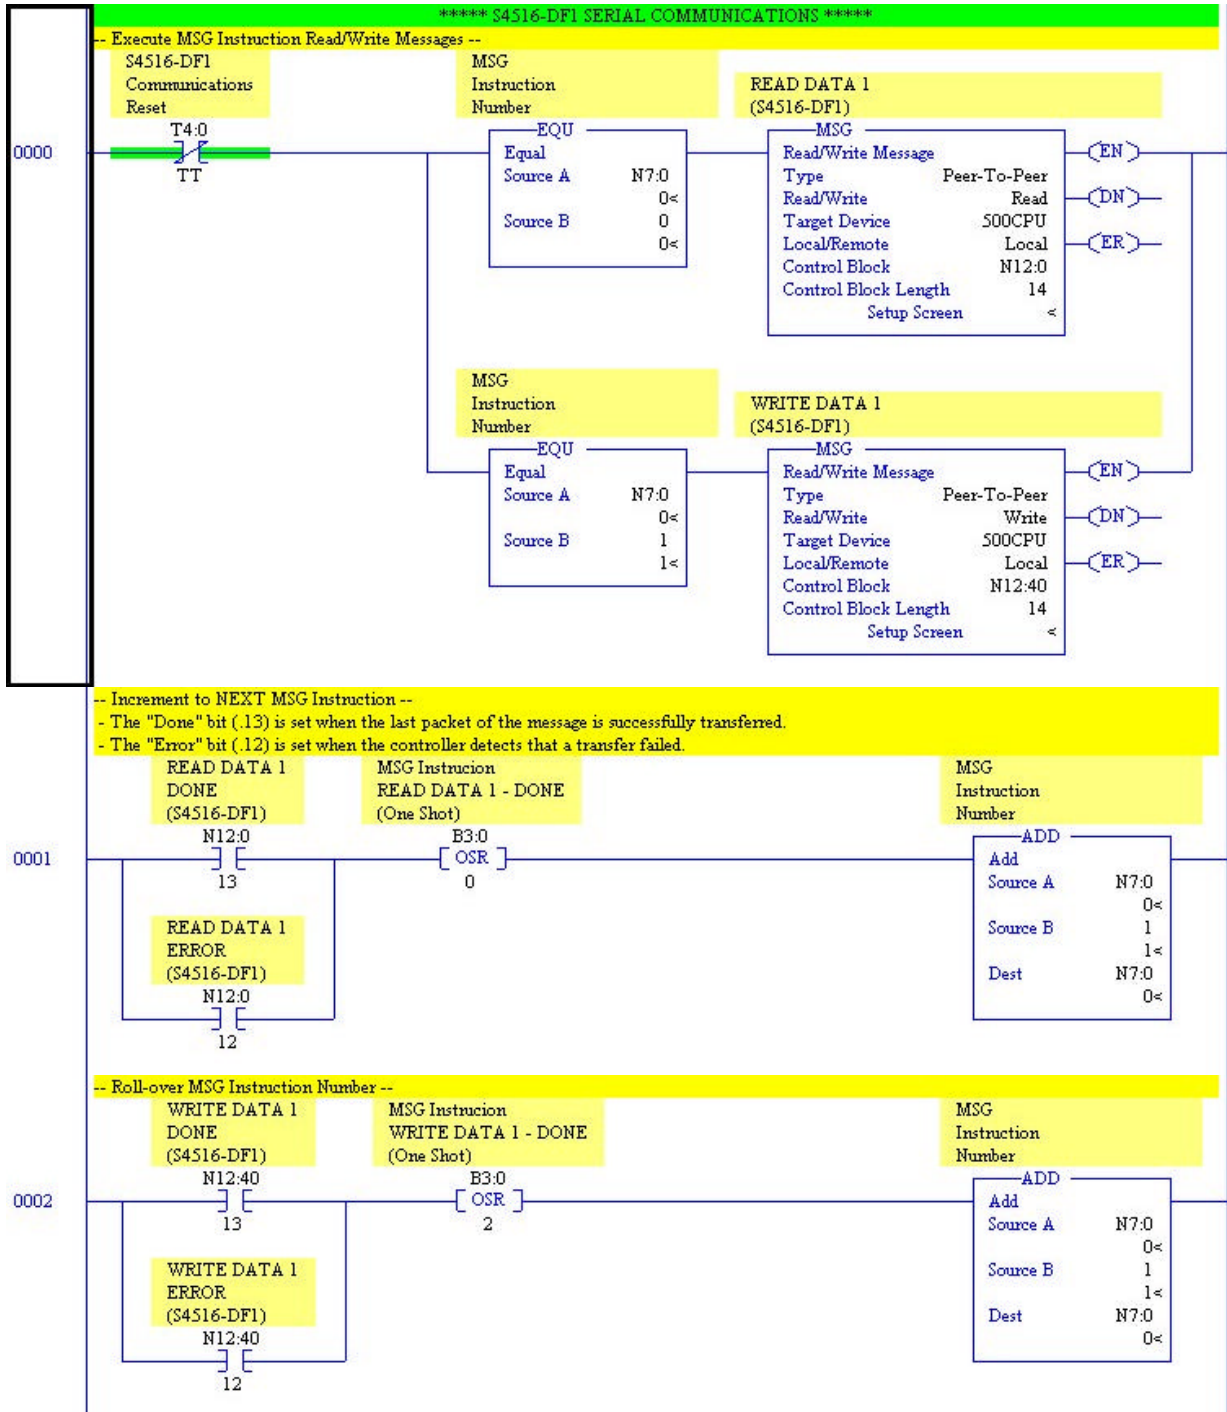 ***** S4516-DF1 SERIAL COMMUNICATIONS *****
-- Execute MSG Instruction Read/Write Messages --
S4516-DF1
Communications
Reset
T4:0
TT
0000
MSG
Instruction
Number
EQU
Equal
Source A N7:0
0<
Source B 0
0<
READ DATA 1
(S4516-DF1)
MSG
Read/Write Message
Type Peer-To-Peer
Read/Write Read
Target Device 500CPU
Local/Remote Local
Control Block N12:0
Control Block Length 14
Setup Screen <
EN
DN
ER
MSG
Instruction
Number
EQU
Equal
Source A N7:0
0<
Source B 1
1<
WRITE DATA 1
(S4516-DF1)
MSG
Read/Write Message
Type Peer-To-Peer
Read/Write Write
Target Device 500CPU
Local/Remote Local
Control Block N12:40
Control Block Length 14
Setup Screen <
EN
DN
ER
-- Increment to NEXT MSG Instruction --
- The "Done" bit (.13) is set when the last packet of the message is successfully transferred.
- The "Error" bit (.12) is set when the controller detects that a transfer failed.
0001
READ DATA 1
DONE
(S4516-DF1)
N12:0
13
READ DATA 1
ERROR
(S4516-DF1)
N12:0
12
MSG Instrucion
READ DATA 1 - DONE
(One Shot)
B3:0
OSR
0
MSG
Instruction
Number
ADD
Add
Source A N7:0
0<
Source B 1
1<
Dest N7:0
0<
-- Roll-over MSG Instruction Number --
0002
WRITE DATA 1
DONE
(S4516-DF1)
N12:40
13
WRITE DATA 1
ERROR
(S4516-DF1)
N12:40
12
MSG Instrucion
WRITE DATA 1 - DONE
(One Shot)
B3:0
OSR
2
MSG
Instruction
Number
ADD
Add
Source A N7:0
0<
Source B 1
1<
Dest N7:0
0<